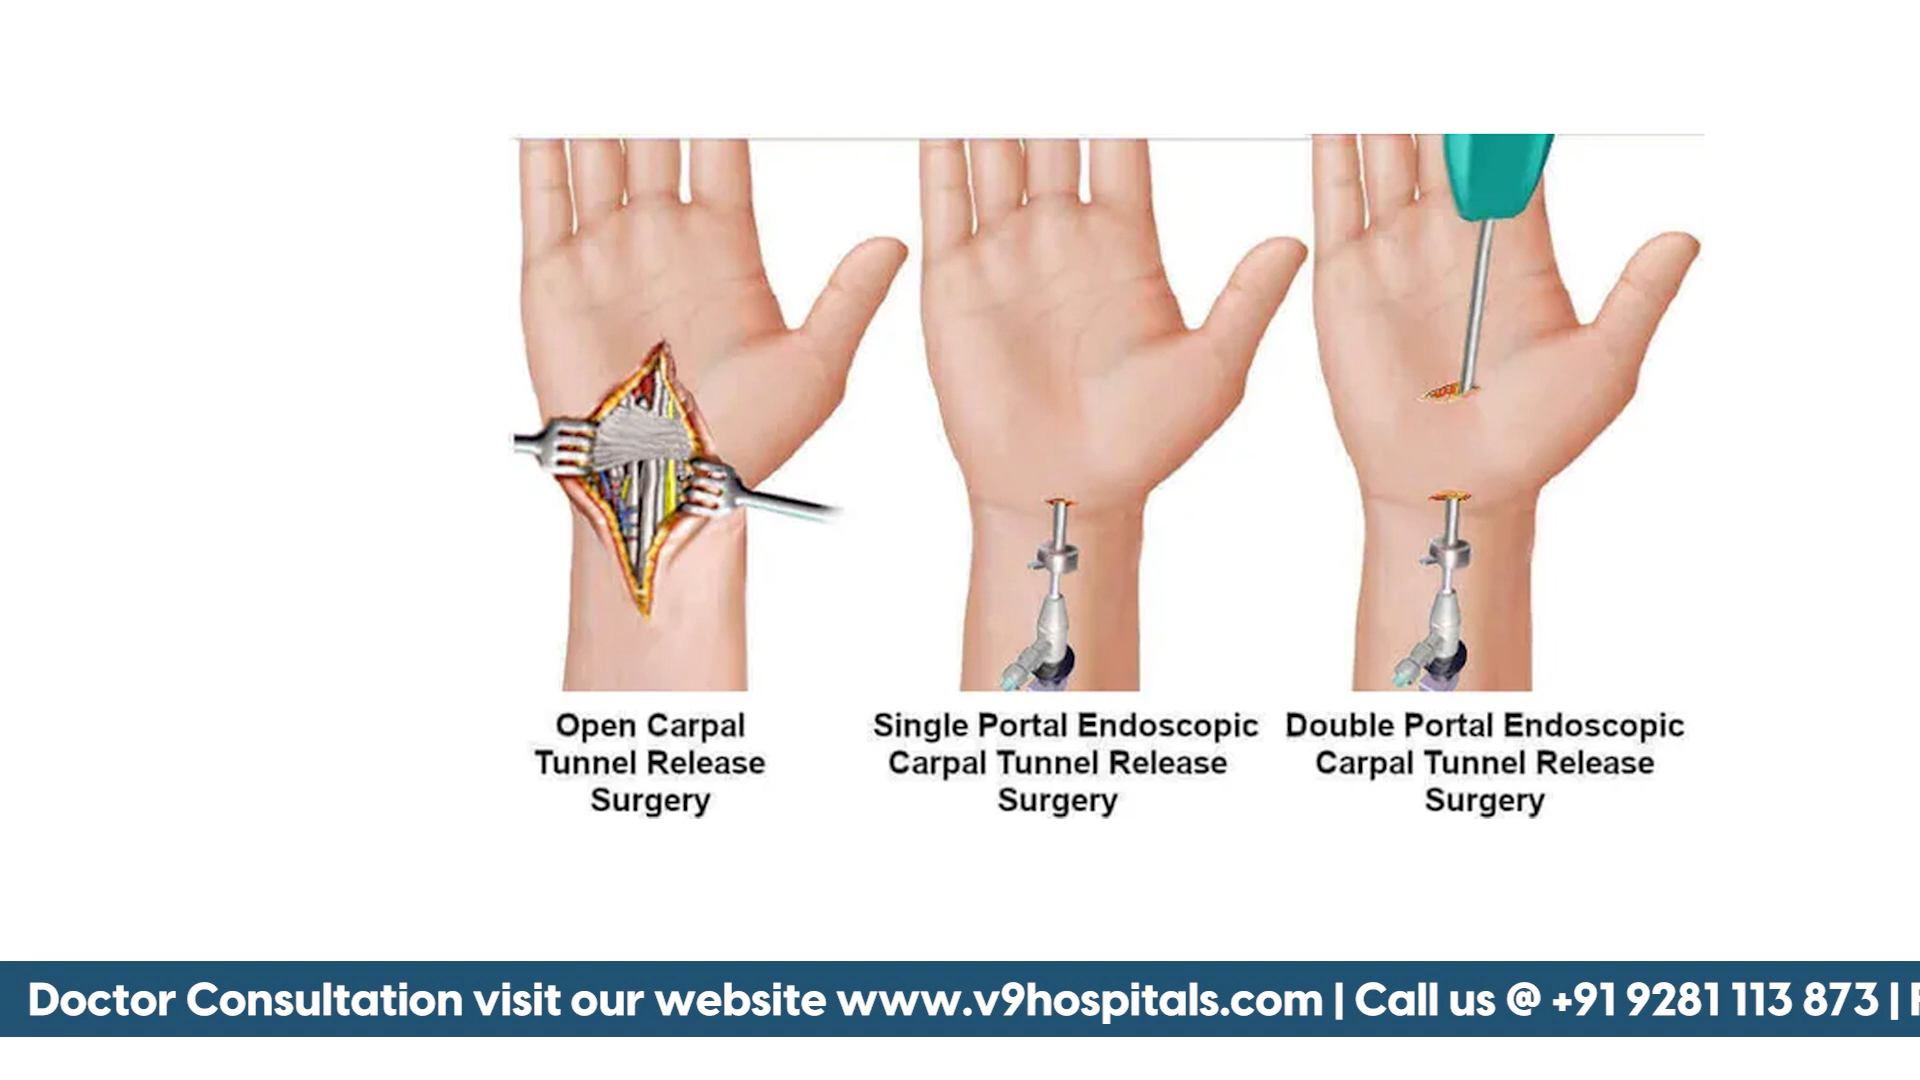 Open Carpal
Tunnel Release
Surgery
Single Portal Endoscopic
Carpal Tunnel Release
Surgery
Double Portal Endoscopic
Carpal Tunnel Release
Surgery
Doctor Consultation visit our website www.v9hospitals.com | Call us @ +91 9281 113 873 |